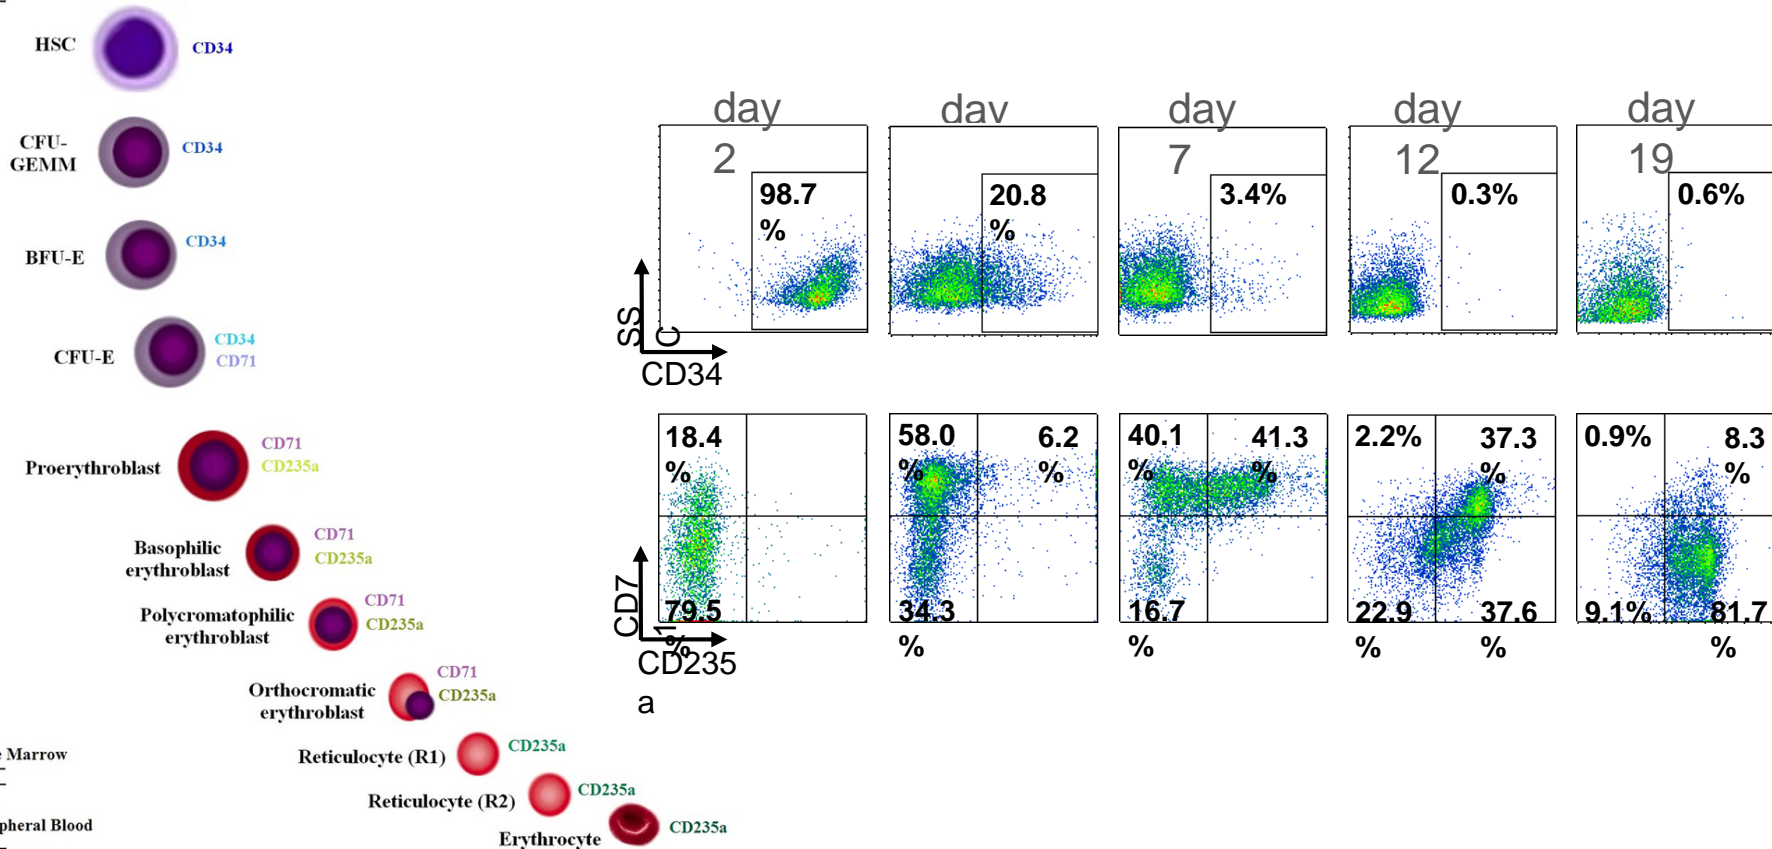 HSC
CD34
CFU-
GEMM
CD34
BFU-E
CD34
CFU-E
CD34
CD71
Proerythroblast
CD71
CD235a
Basophilic
erythroblast
CD71
CD235a
Polycromatophilic
erythroblast
CD71
CD235a
Orthocromatic
erythroblast
CD71
CD235a
Reticulocyte (R1)
CD235a
Reticulocyte (R2)
CD235a
Erythrocyte
CD235a
Marrow
Blood
day
2
day
day
7
day
12
day
19
98.7
%
20.8
%
3.4%
0.3%
0.6%
SS
C
CD34
18.4
%
79.5
%
58.0
%
6.2
%
34.3
%
40.1
%
41.3
%
16.7
%
2.2%
37.3
%
22.9
%
37.6
%
0.9%
8.3
%
9.1%
81.7
%
CD7
1
CD235
a